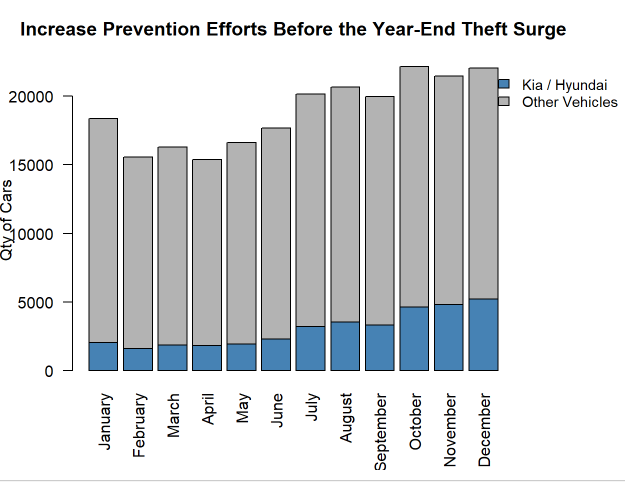 Increase Prevention Efforts Before the Year-End Theft Surge
Kia / Hyundai
Other Vehicles
Qty of Cars
20000
15000
10000
5000
0
January
February
March
April
May
June
July
August
September
October
November
December